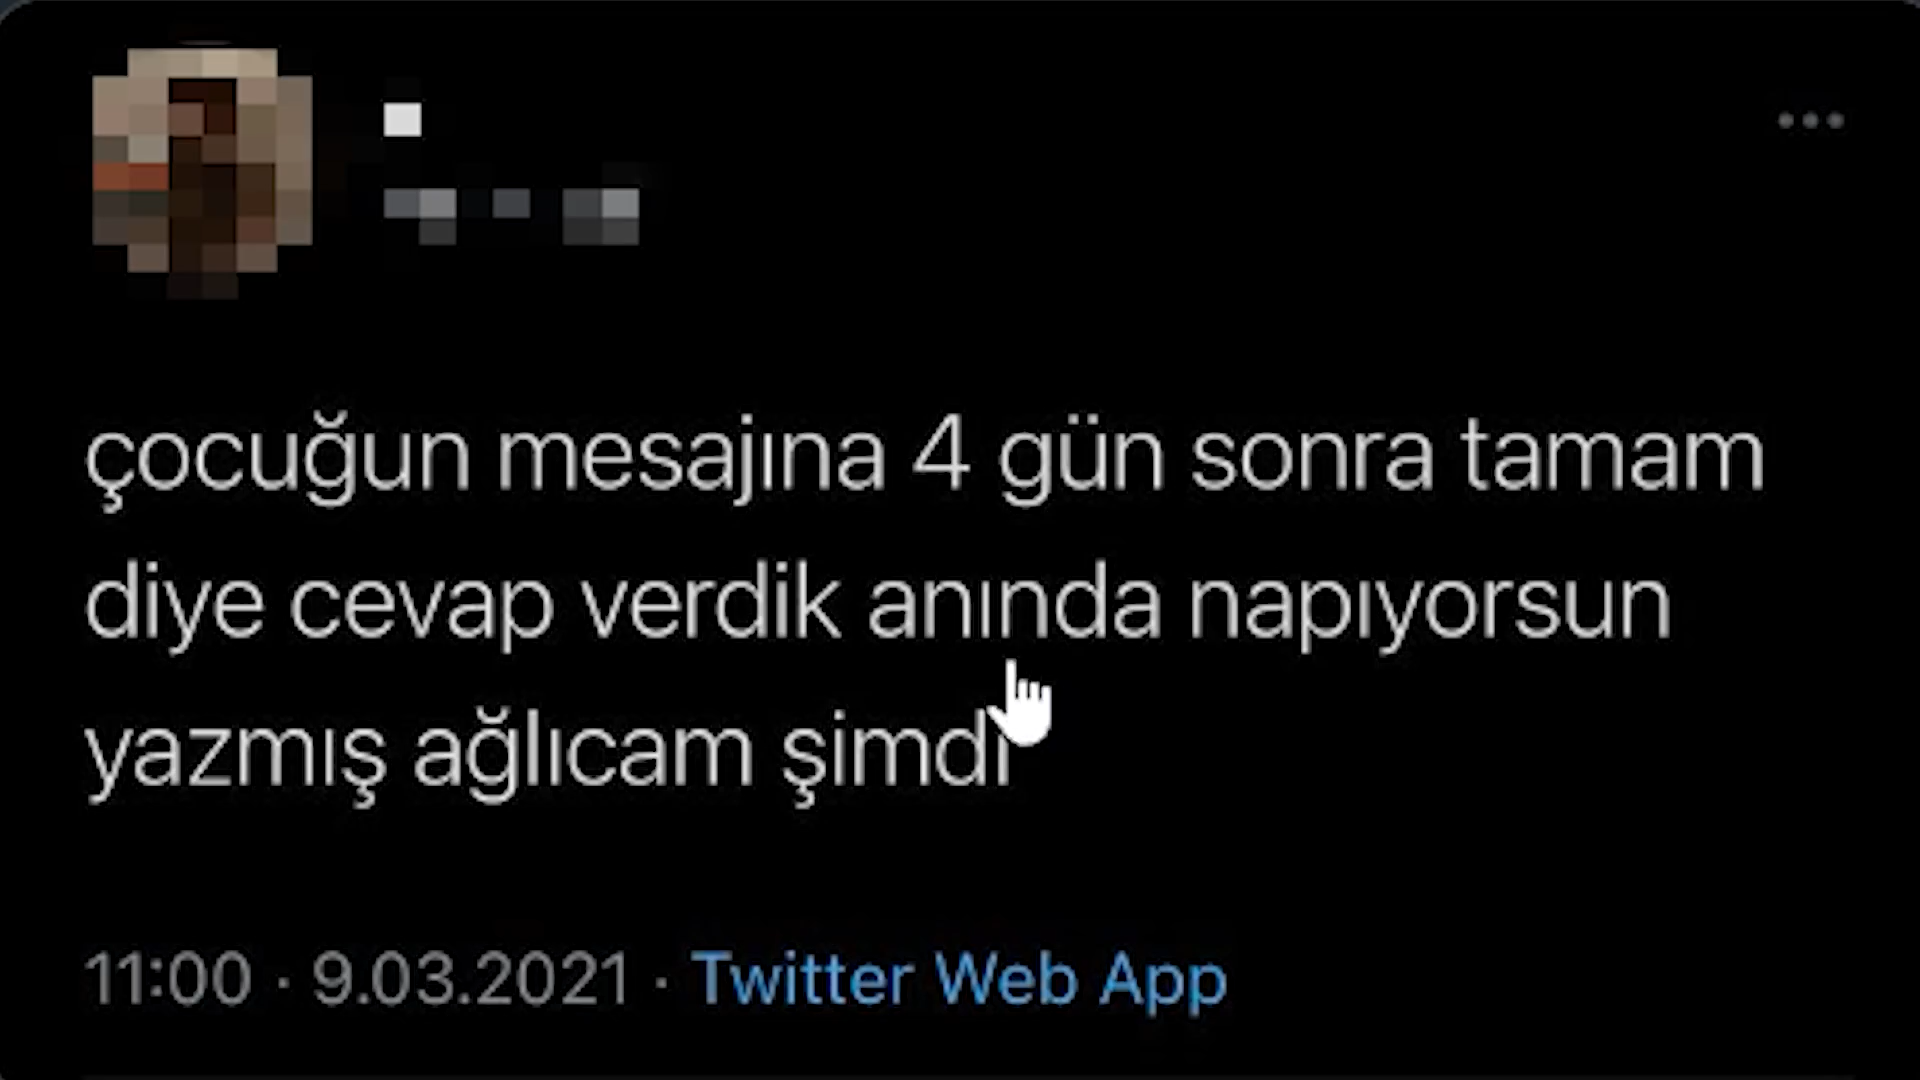 çocuğun mesajına 4 gün sonra tamam
diye cevap verdik anında napıyorsun
yazmış ağlıcam şimdi
11:00 · 9.03.2021 · Twitter Web App